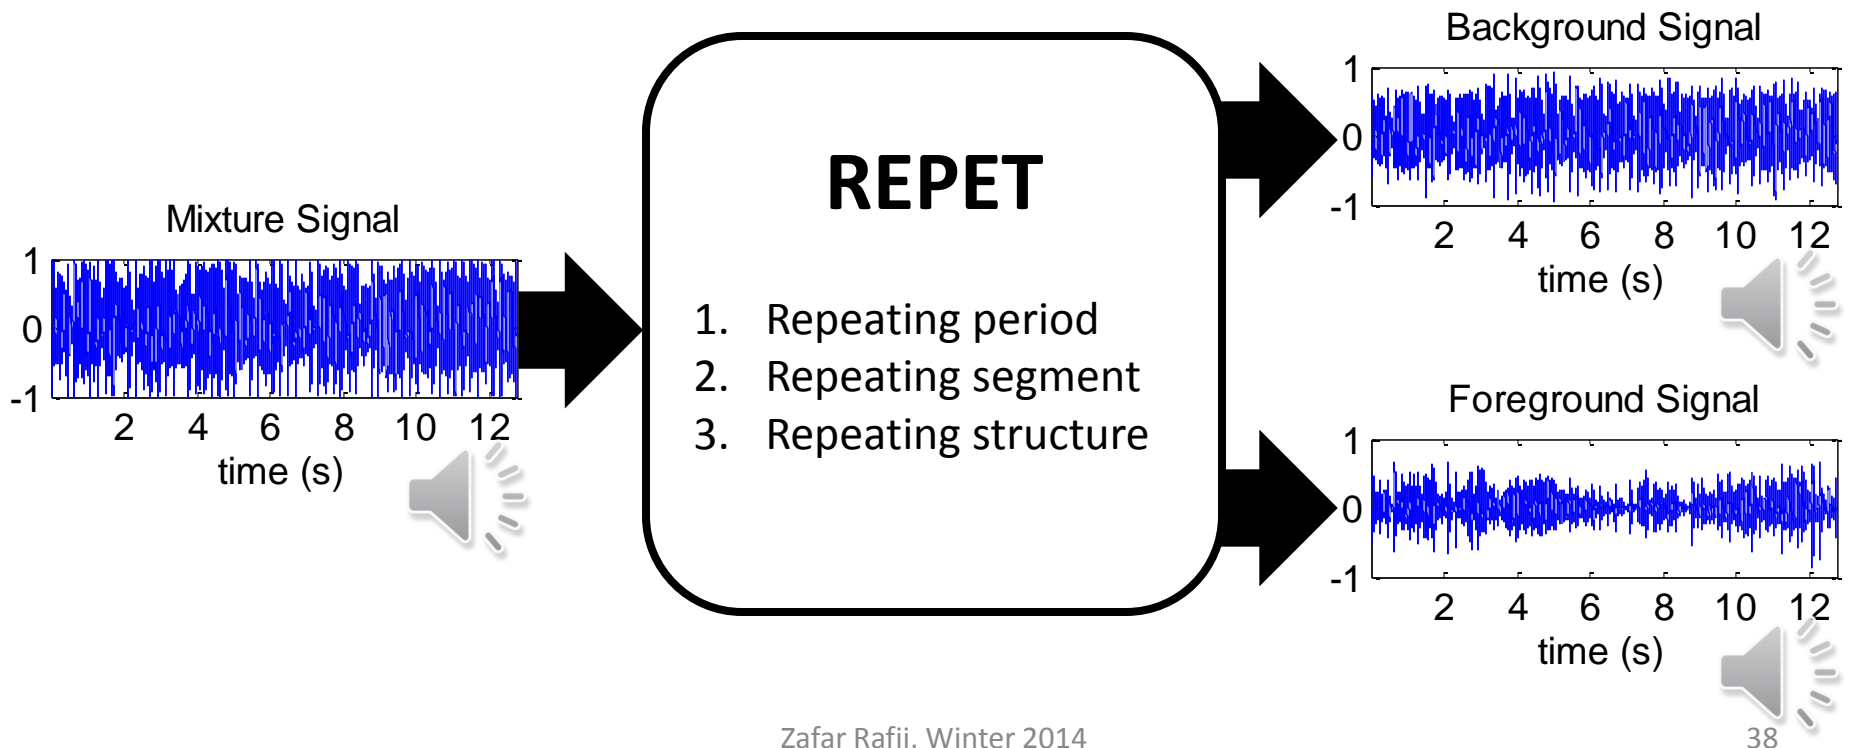 Mixture Signal
1
0
-1
2 4 6 8 10 12
time (s)
REPET
1. Repeating period
2. Repeating segment
3. Repeating structure
Background Signal
1
0
-1
2 4 6 8 10 12
time (s)
Foreground Signal
1
0
-1
2 4 6 8 10 12
time (s)
Zafar Rafii, Winter 2014
38